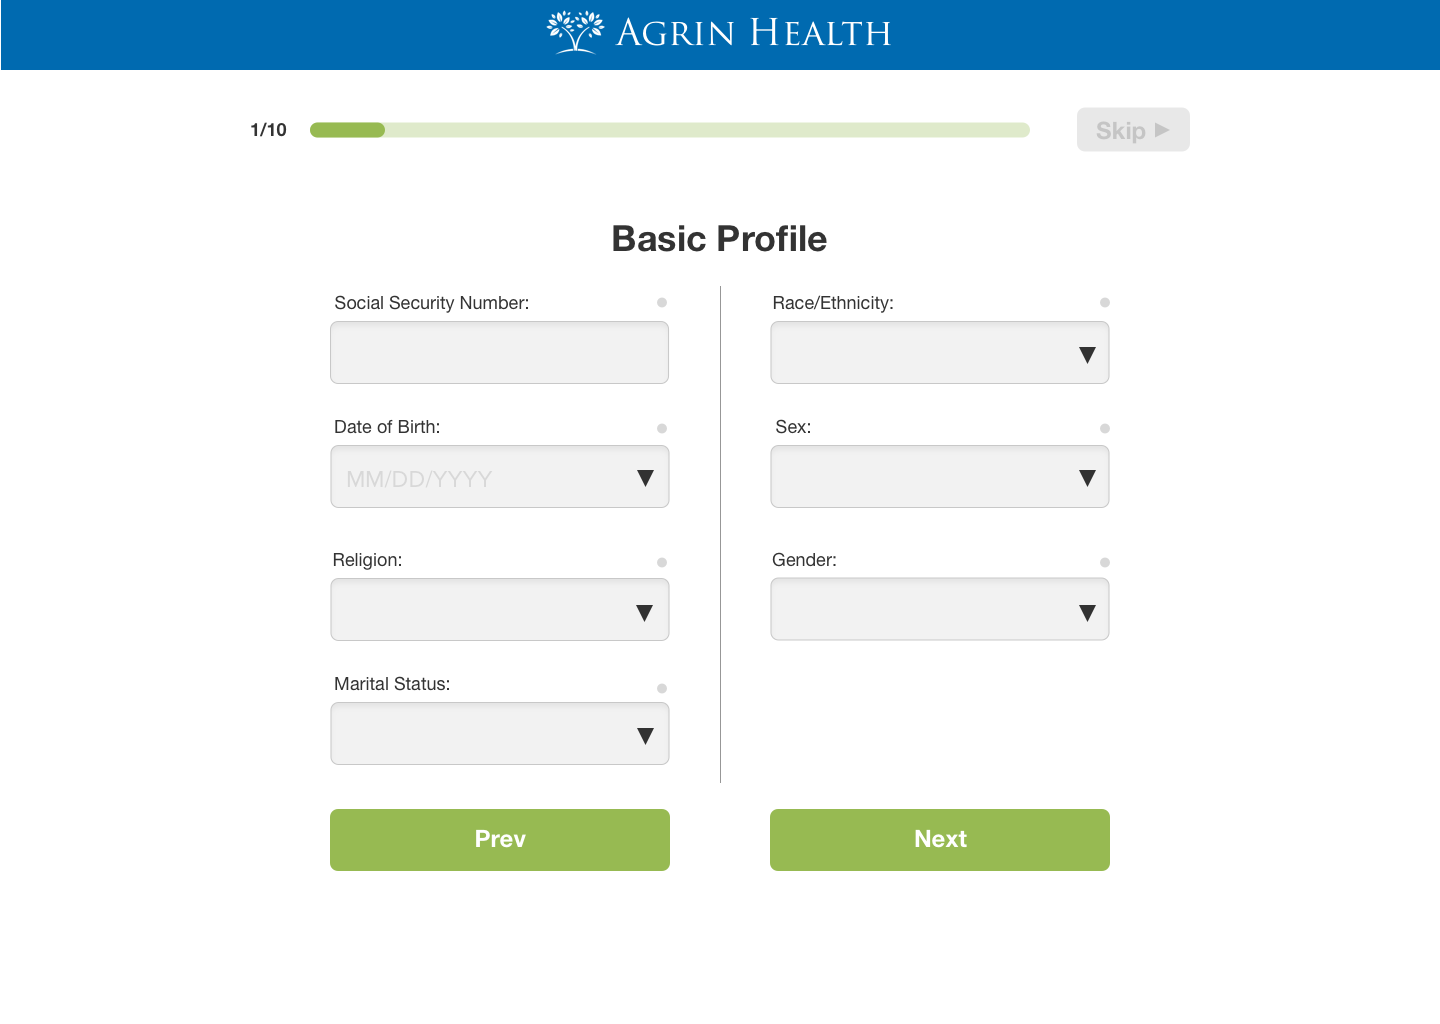 AGRIN HEALTH
1/10
Skip ▶
Basic Profile
Social Security Number:
Race/Ethnicity:
Date of Birth:
MM/DD/YYYY
Sex:
Religion:
Gender:
Marital Status:
Prev
Next